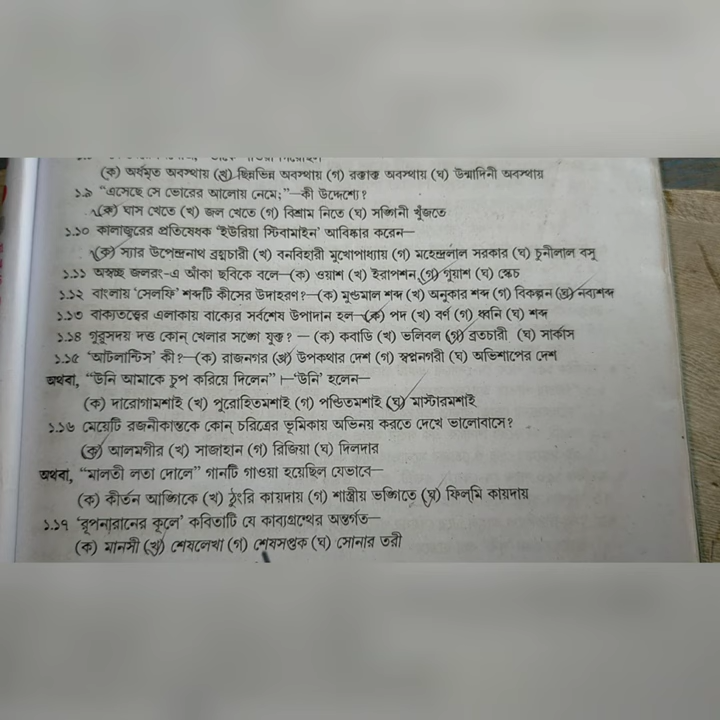 (ক) অর্ধমৃত অবস্থায় (খ) ছিন্নভিন্ন অবস্থায় (গ) রক্তাক্ত অবস্থায় (ঘ) উন্মাদিনী অবস্থায়
১.৯ “এসেছে সে ভোরের আলোয় নেমে;”—কী উদ্দেশ্যে?
(ক) ঘাস খেতে (খ) জল খেতে (গ) বিশ্রাম নিতে (ঘ) সঙ্গিনী খুঁজতে
১.১০ কালাজ্বরের প্রতিষেধক ‘ইউরিয়া স্টিবামাইন’ আবিষ্কার করেন—
(ক) স্যার উপেন্দ্রনাথ ব্রহ্মচারী (খ) বনবিহারী মুখোপাধ্যায় (গ) মহেন্দ্রলাল সরকার (ঘ) চুনীলাল বসু
১.১১ অস্বচ্ছ জলরং-এ আঁকা ছবিকে বলে—(ক) ওয়াশ (খ) ইরাপশন (গ) গুয়াশ (ঘ) স্কেচ
১.১২ বাংলায় ‘সেলফি’ শব্দটি কীসের উদাহরণ?—(ক) মুণ্ডমাল শব্দ (খ) অনুকার শব্দ (গ) বিকল্পন (ঘ) নব্যশব্দ
১.১৩ বাক্যতত্ত্বের এলাকায় বাক্যের সর্বশেষ উপাদান হল—(ক) পদ (খ) বর্ণ (গ) ধ্বনি (ঘ) শব্দ
১.১৪ গুরুসদয় দত্ত কোন্ খেলার সঙ্গে যুক্ত? — (ক) কবাডি (খ) ভলিবল (গ) ব্রতচারী (ঘ) সার্কাস
১.১৫ ‘আটলান্টিস’ কী?—(ক) রাজনগর (খ) উপকথার দেশ (গ) স্বপ্ননগরী (ঘ) অভিশাপের দেশ
অথবা, “উনি আমাকে চুপ করিয়ে দিলেন” ।—‘উনি’ হলেন—
(ক) দারোগামশাই (খ) পুরোহিতমশাই (গ) পণ্ডিতমশাই (ঘ) মাস্টারমশাই
১.১৬ মেয়েটি রজনীকান্তকে কোন্ চরিত্রের ভূমিকায় অভিনয় করতে দেখে ভালোবাসে?
(ক) আলমগীর (খ) সাজাহান (গ) রিজিয়া (ঘ) দিলদার
অথবা, “মালতী লতা দোলে” গানটি গাওয়া হয়েছিল যেভাবে—
(ক) কীর্তন আঙ্গিকে (খ) ঠুংরি কায়দায় (গ) শাস্ত্রীয় ভঙ্গিতে (ঘ) ফিল্মি কায়দায়
১.১৭ ‘রূপনারানের কূলে’ কবিতাটি যে কাব্যগ্রন্থের অন্তর্গত—
(ক) মানসী (খ) শেষলেখা (গ) শেষসপ্তক (ঘ) সোনার তরী